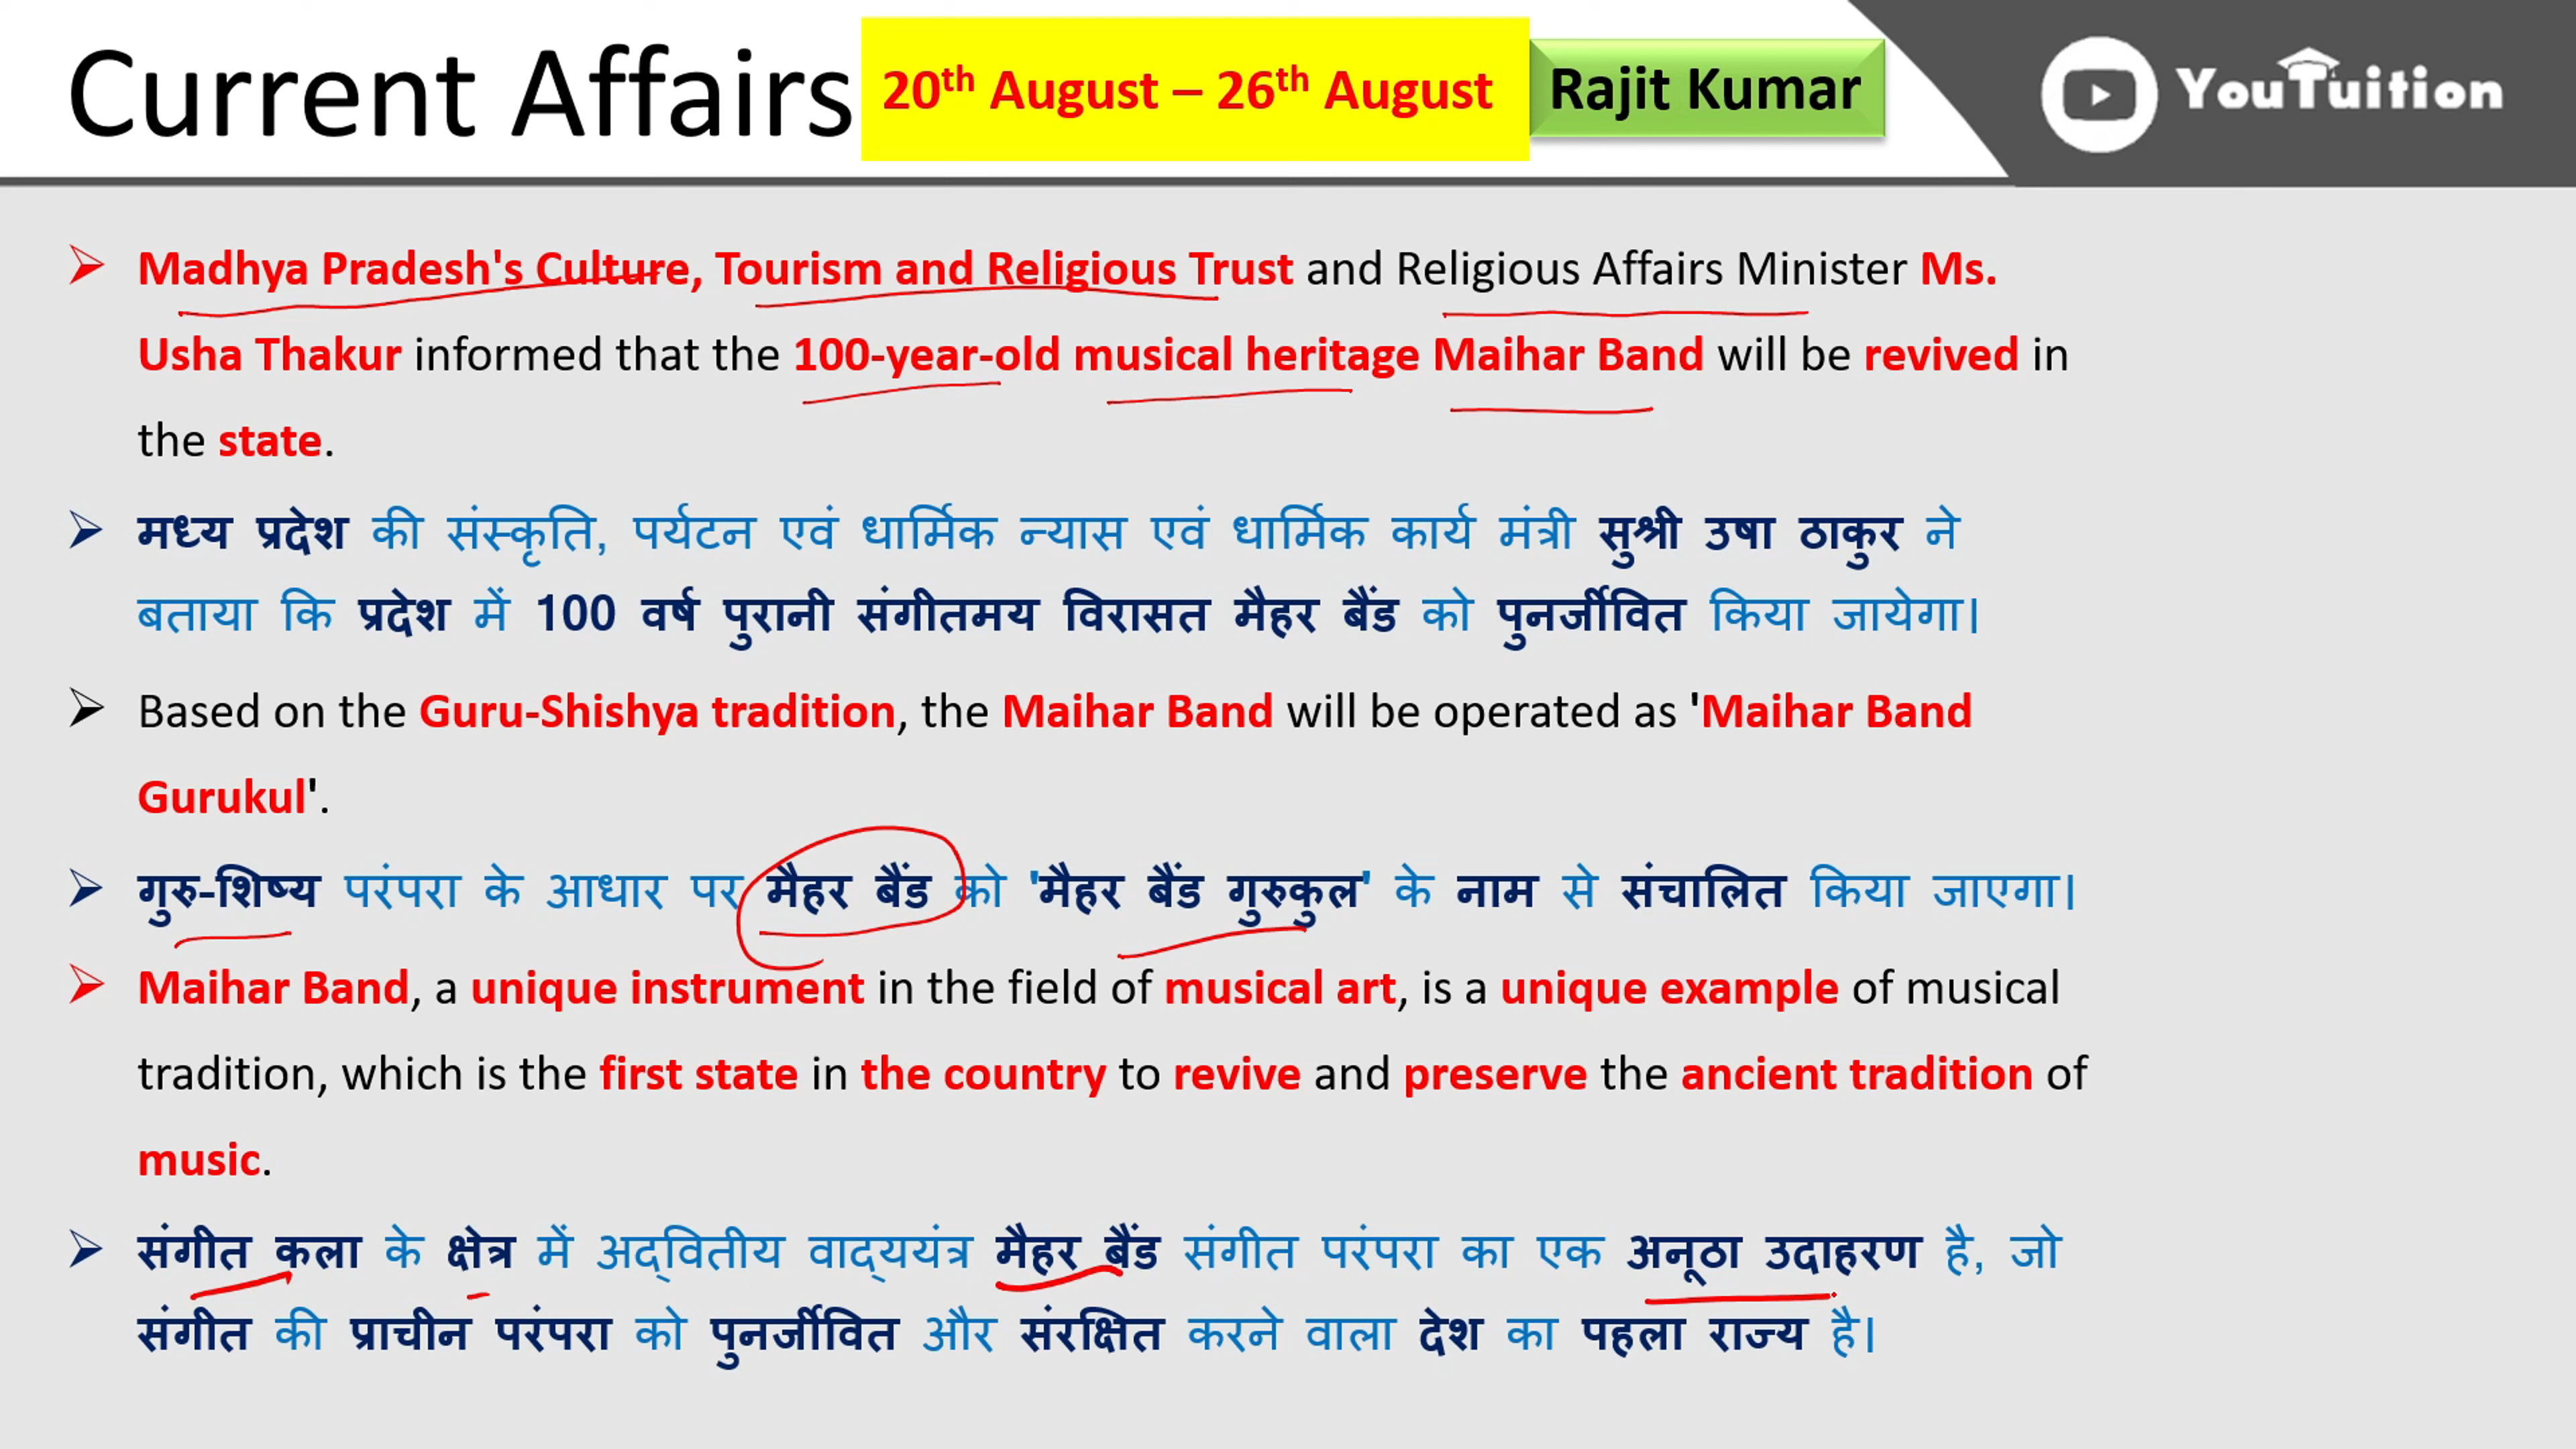 Current Affairs 20th August – 26th August Rajit Kumar YouTuition
Madhya Pradesh's Culture, Tourism and Religious Trust and Religious Affairs Minister Ms.
Usha Thakur informed that the 100-year-old musical heritage Maihar Band will be revived in
the state.
मध्य प्रदेश की संस्कृति, पर्यटन एवं धार्मिक न्यास एवं धार्मिक कार्य मंत्री सुश्री उषा ठाकुर ने
बताया कि प्रदेश में 100 वर्ष पुरानी संगीतमय विरासत मैहर बैंड को पुनर्जीवित किया जायेगा।
Based on the Guru-Shishya tradition, the Maihar Band will be operated as 'Maihar Band
Gurukul'.
गुरु-शिष्य परंपरा के आधार पर मैहर बैंड को 'मैहर बैंड गुरुकुल' के नाम से संचालित किया जाएगा।
Maihar Band, a unique instrument in the field of musical art, is a unique example of musical
tradition, which is the first state in the country to revive and preserve the ancient tradition of
music.
संगीत कला के क्षेत्र में अद्वितीय वाद्ययंत्र मैहर बैंड संगीत परंपरा का एक अनूठा उदाहरण है, जो
संगीत की प्राचीन परंपरा को पुनर्जीवित और संरक्षित करने वाला देश का पहला राज्य है।